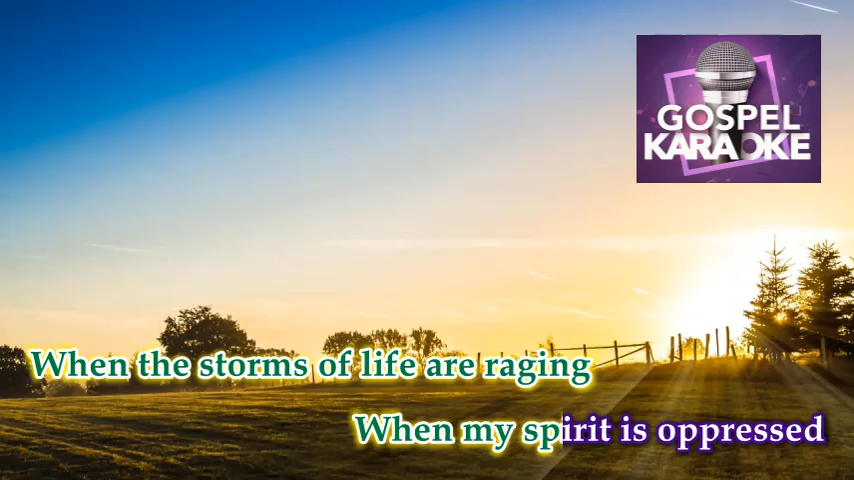 GOSPEL
KARAOKE
When the storms of life are raging
When my spirit is oppressed